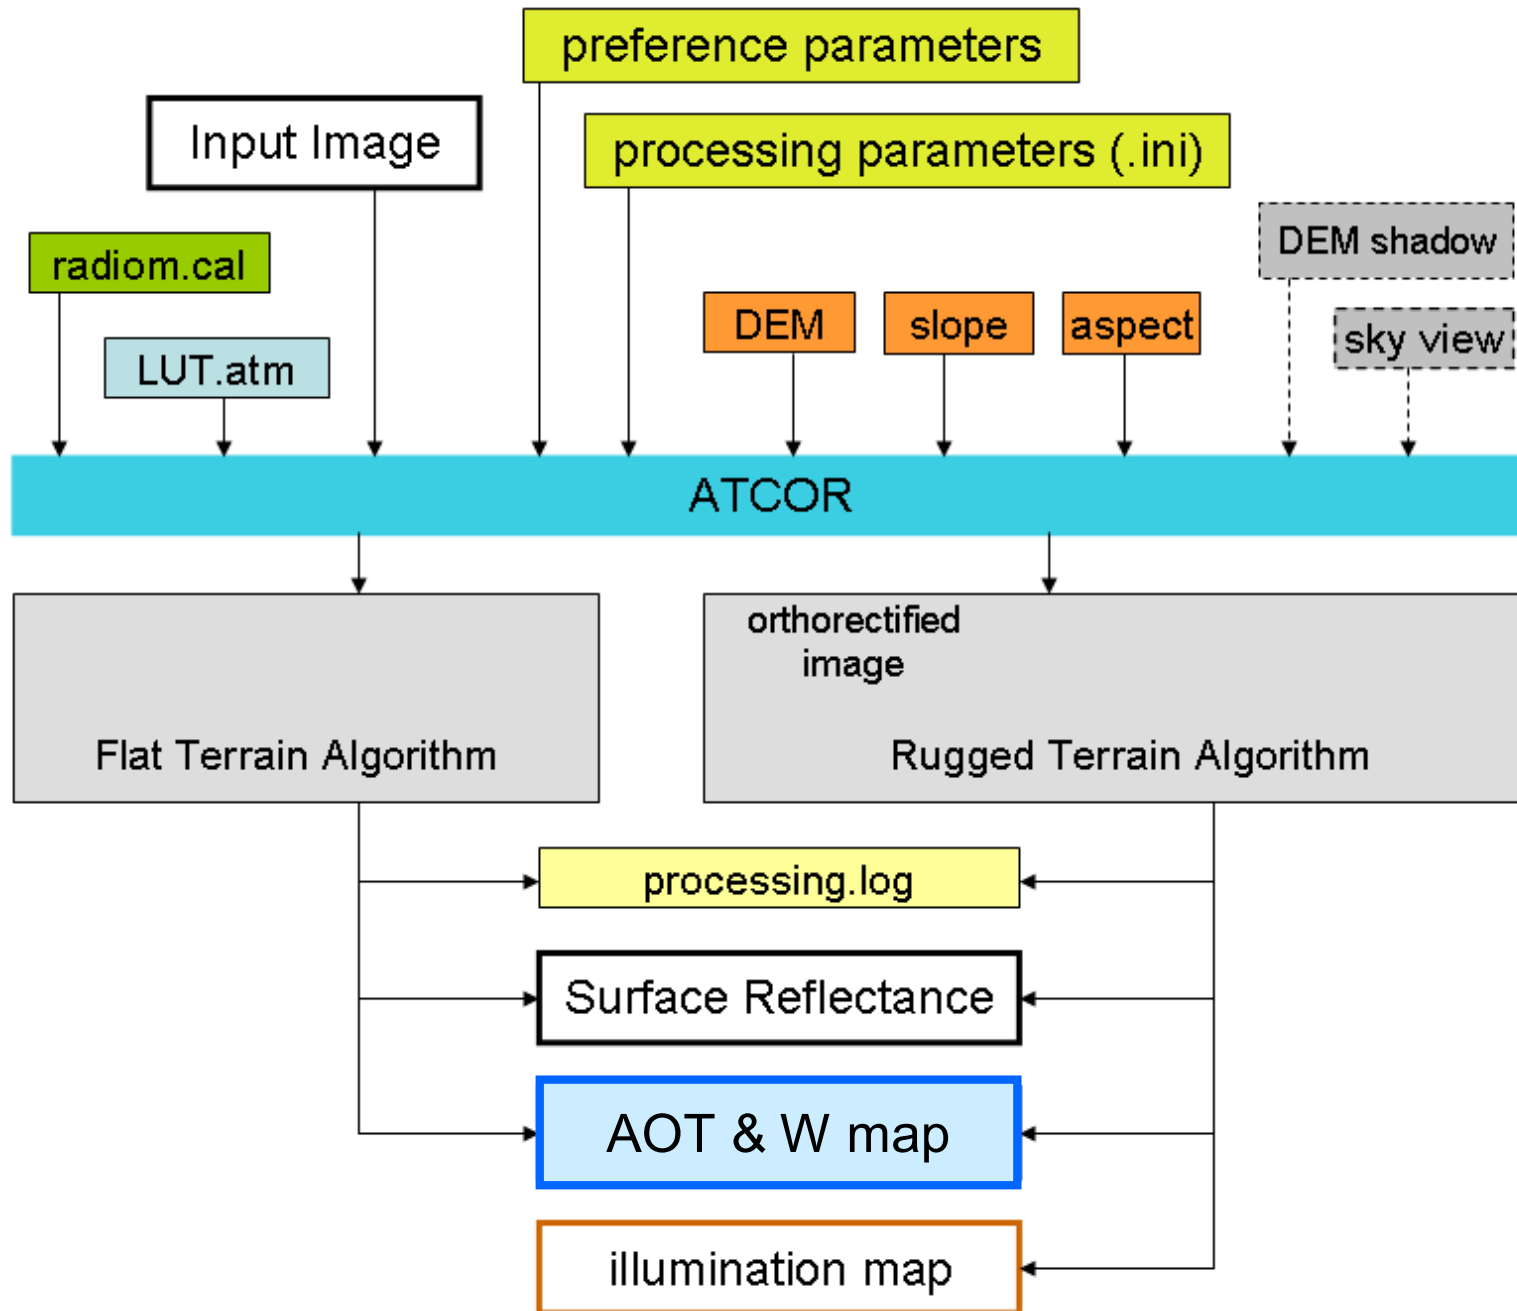 preference parameters
Input Image
processing parameters (.ini)
radiom.cal
DEM shadow
LUT.atm
DEM
slope
aspect
sky view
ATCOR
orthorectified
image
Flat Terrain Algorithm
Rugged Terrain Algorithm
processing.log
Surface Reflectance
AOT & W map
illumination map